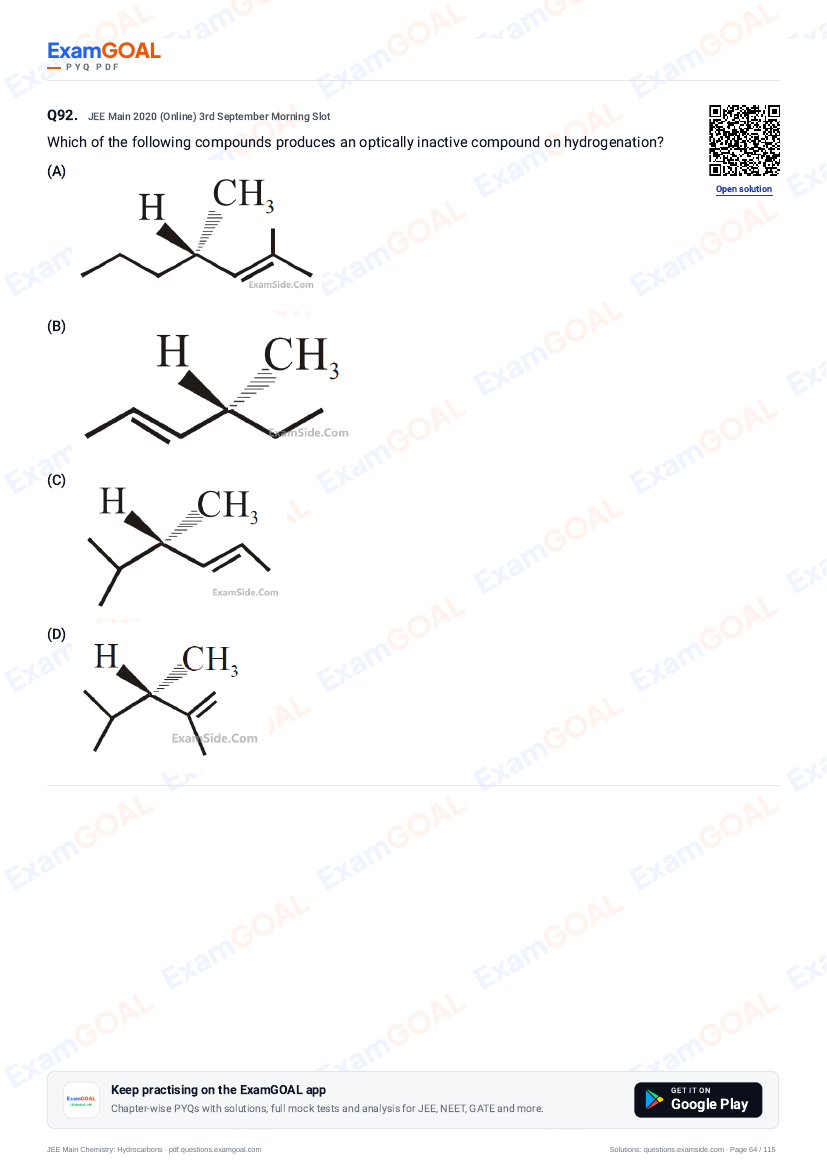 ExamGOAL
PYQ PDF
Q92. JEE Main 2020 (Online) 3rd September Morning Slot
Which of the following compounds produces an optically inactive compound on hydrogenation?
Open solution
(A)
H CH3
ExamSide.Com
(B)
H CH3
ExamSide.Com
(C)
H CH3
ExamSide.Com
(D)
H CH3
ExamSide.Com
ExamGOAL
Keep practising on the ExamGOAL app
Chapter-wise PYQs with solutions, full mock tests and analysis for JEE, NEET, GATE and more.
GET IT ON
Google Play
JEE Main Chemistry: Hydrocarbons · pdf.questions.examgoal.com
Solutions: questions.examside.com · Page 64 / 115